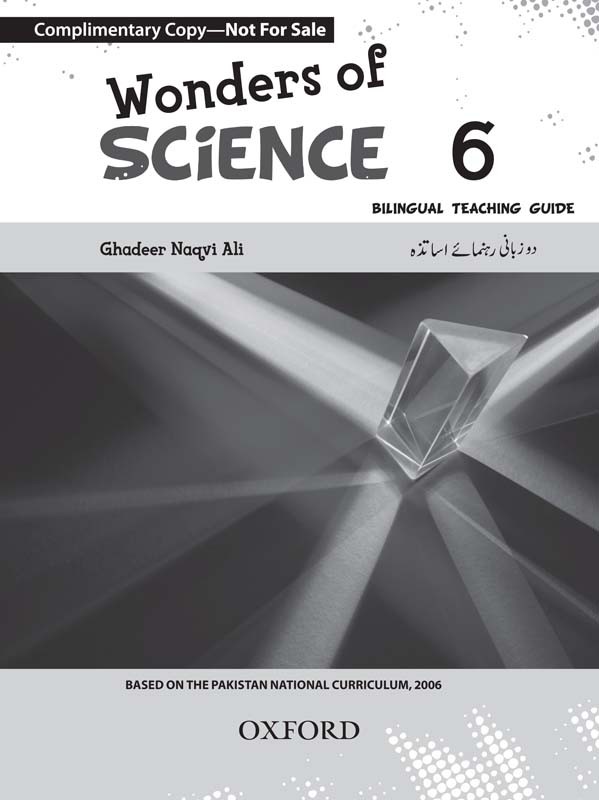 Complimentary Copy—Not For Sale
Wonders of
SCiENCE 6
BILINGUAL TEACHING GUIDE
Ghadeer Naqvi Ali
دو زبانی رہنمائے اساتذہ
BASED ON THE PAKISTAN NATIONAL CURRICULUM, 2006
OXFORD